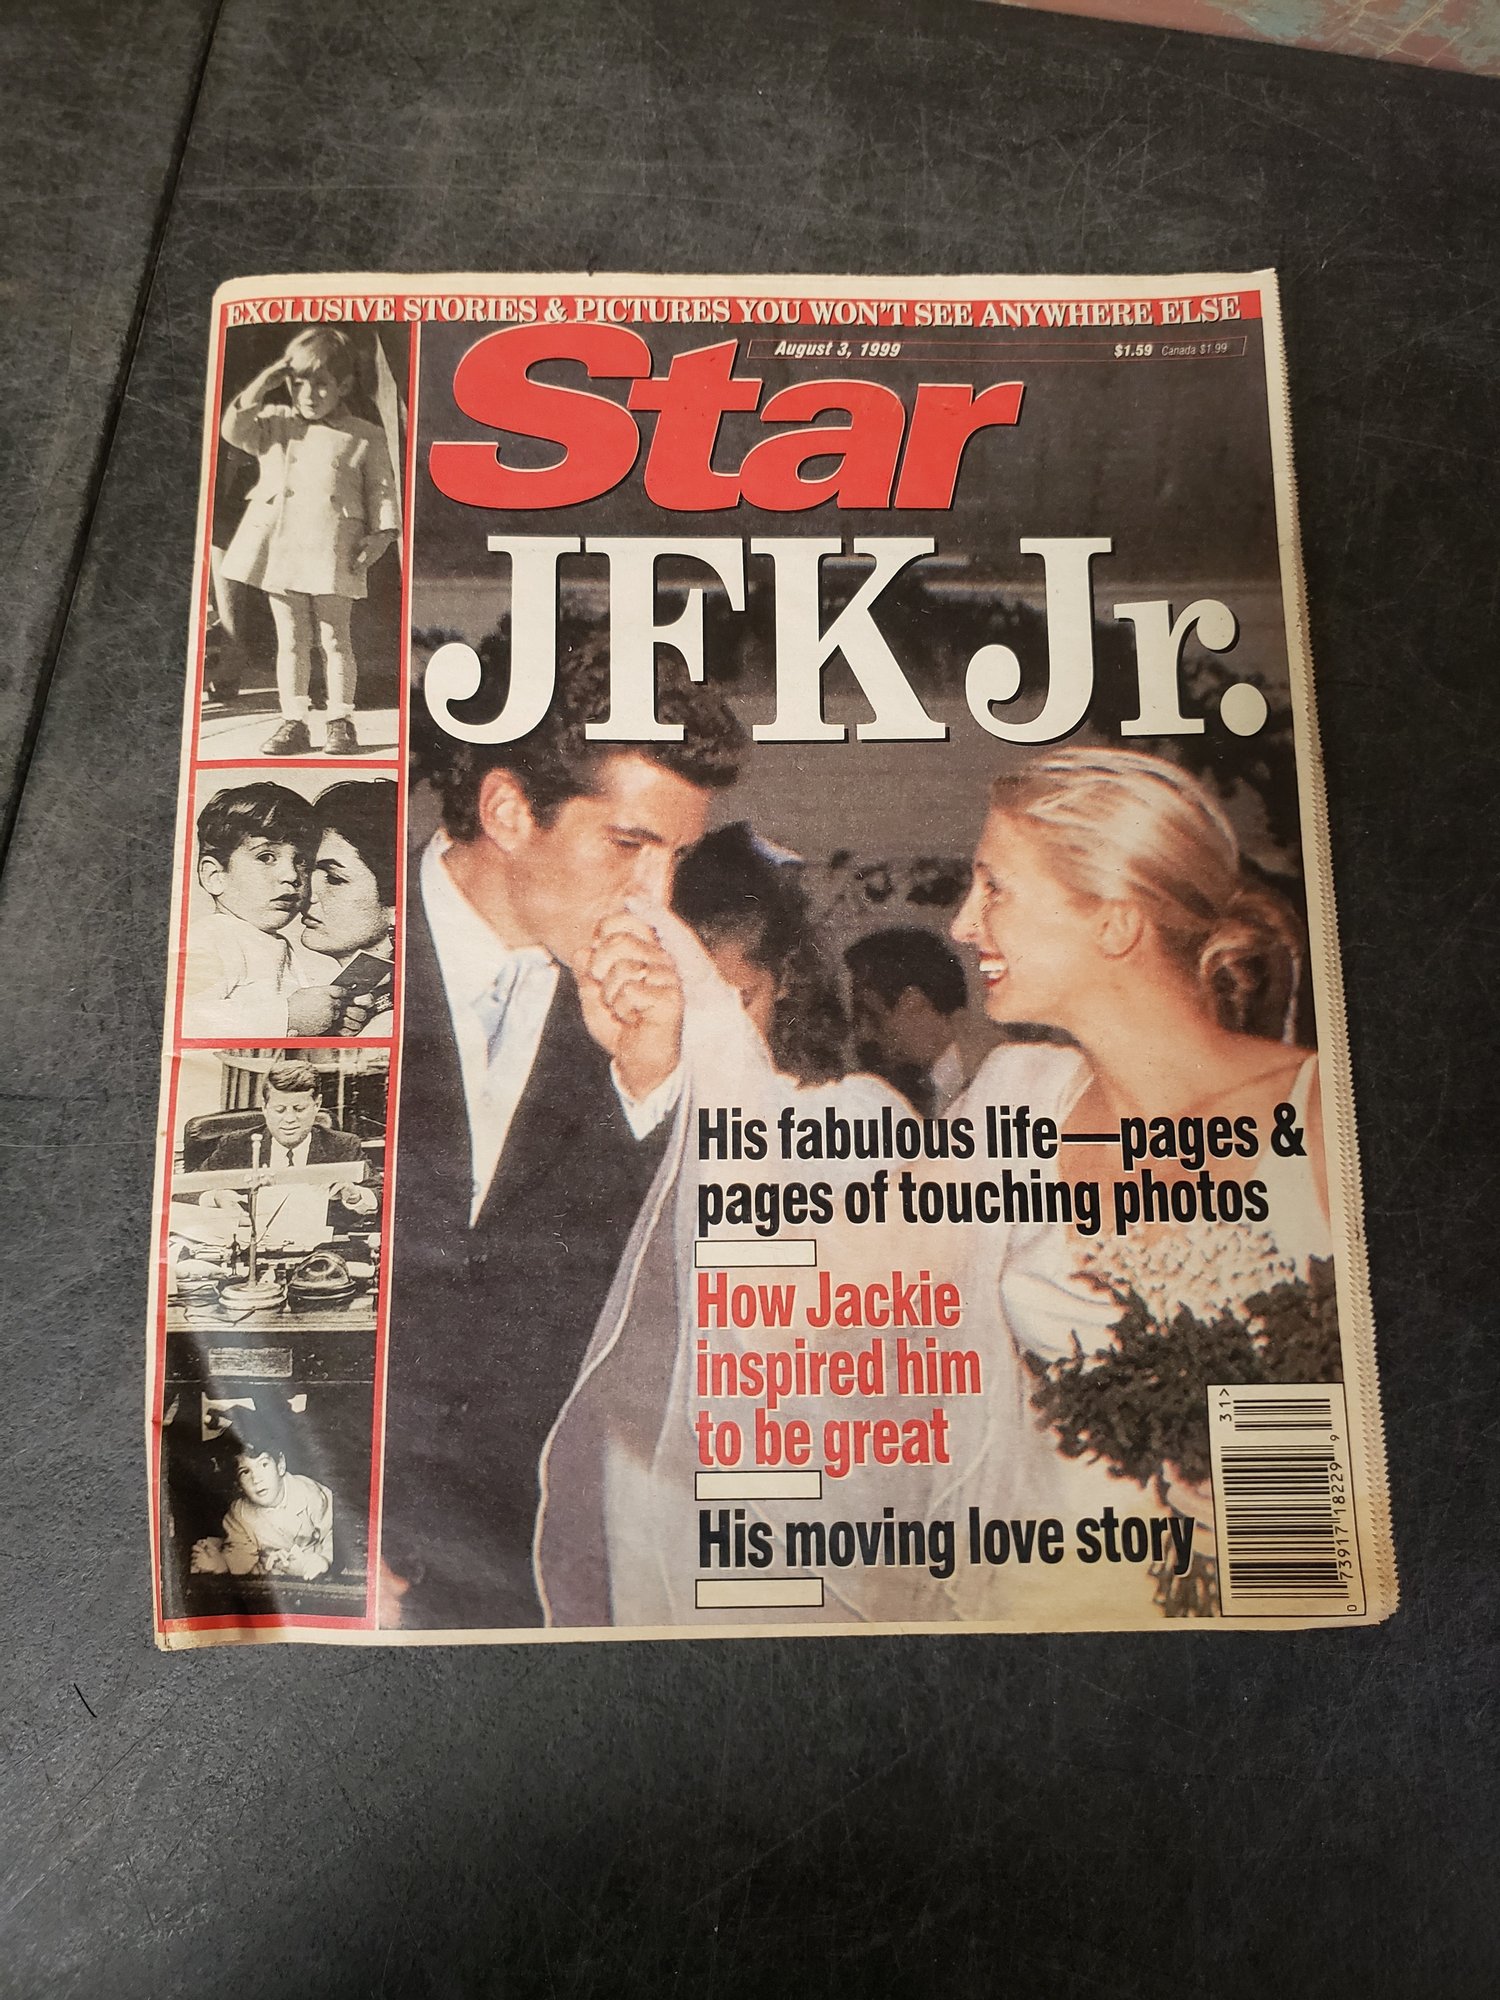 EXCLUSIVE STORIES & PICTURES YOU WON'T SEE ANYWHERE ELSE
August 3, 1999 $1.59 Canada $1.99
Star
JFK Jr.
His fabulous life—pages &
pages of touching photos
How Jackie
inspired him
to be great
His moving love story
31>
0 73917 18229 9